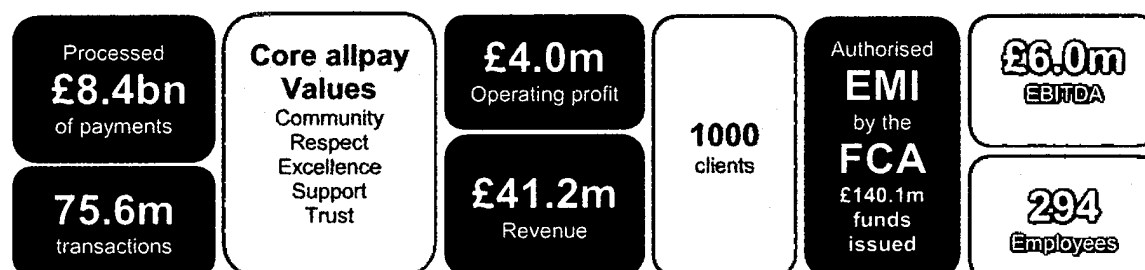 Processed
£8.4bn
of payments
75.6m
transactions
Core allpay
Values
Community
Respect
Excellence
Support
Trust
£4.0m
Operating profit
£41.2m
Revenue
1000
clients
Authorised
EMI
by the
FCA
£140.1m
funds
issued
£6.0m
EBITDA
294
Employees